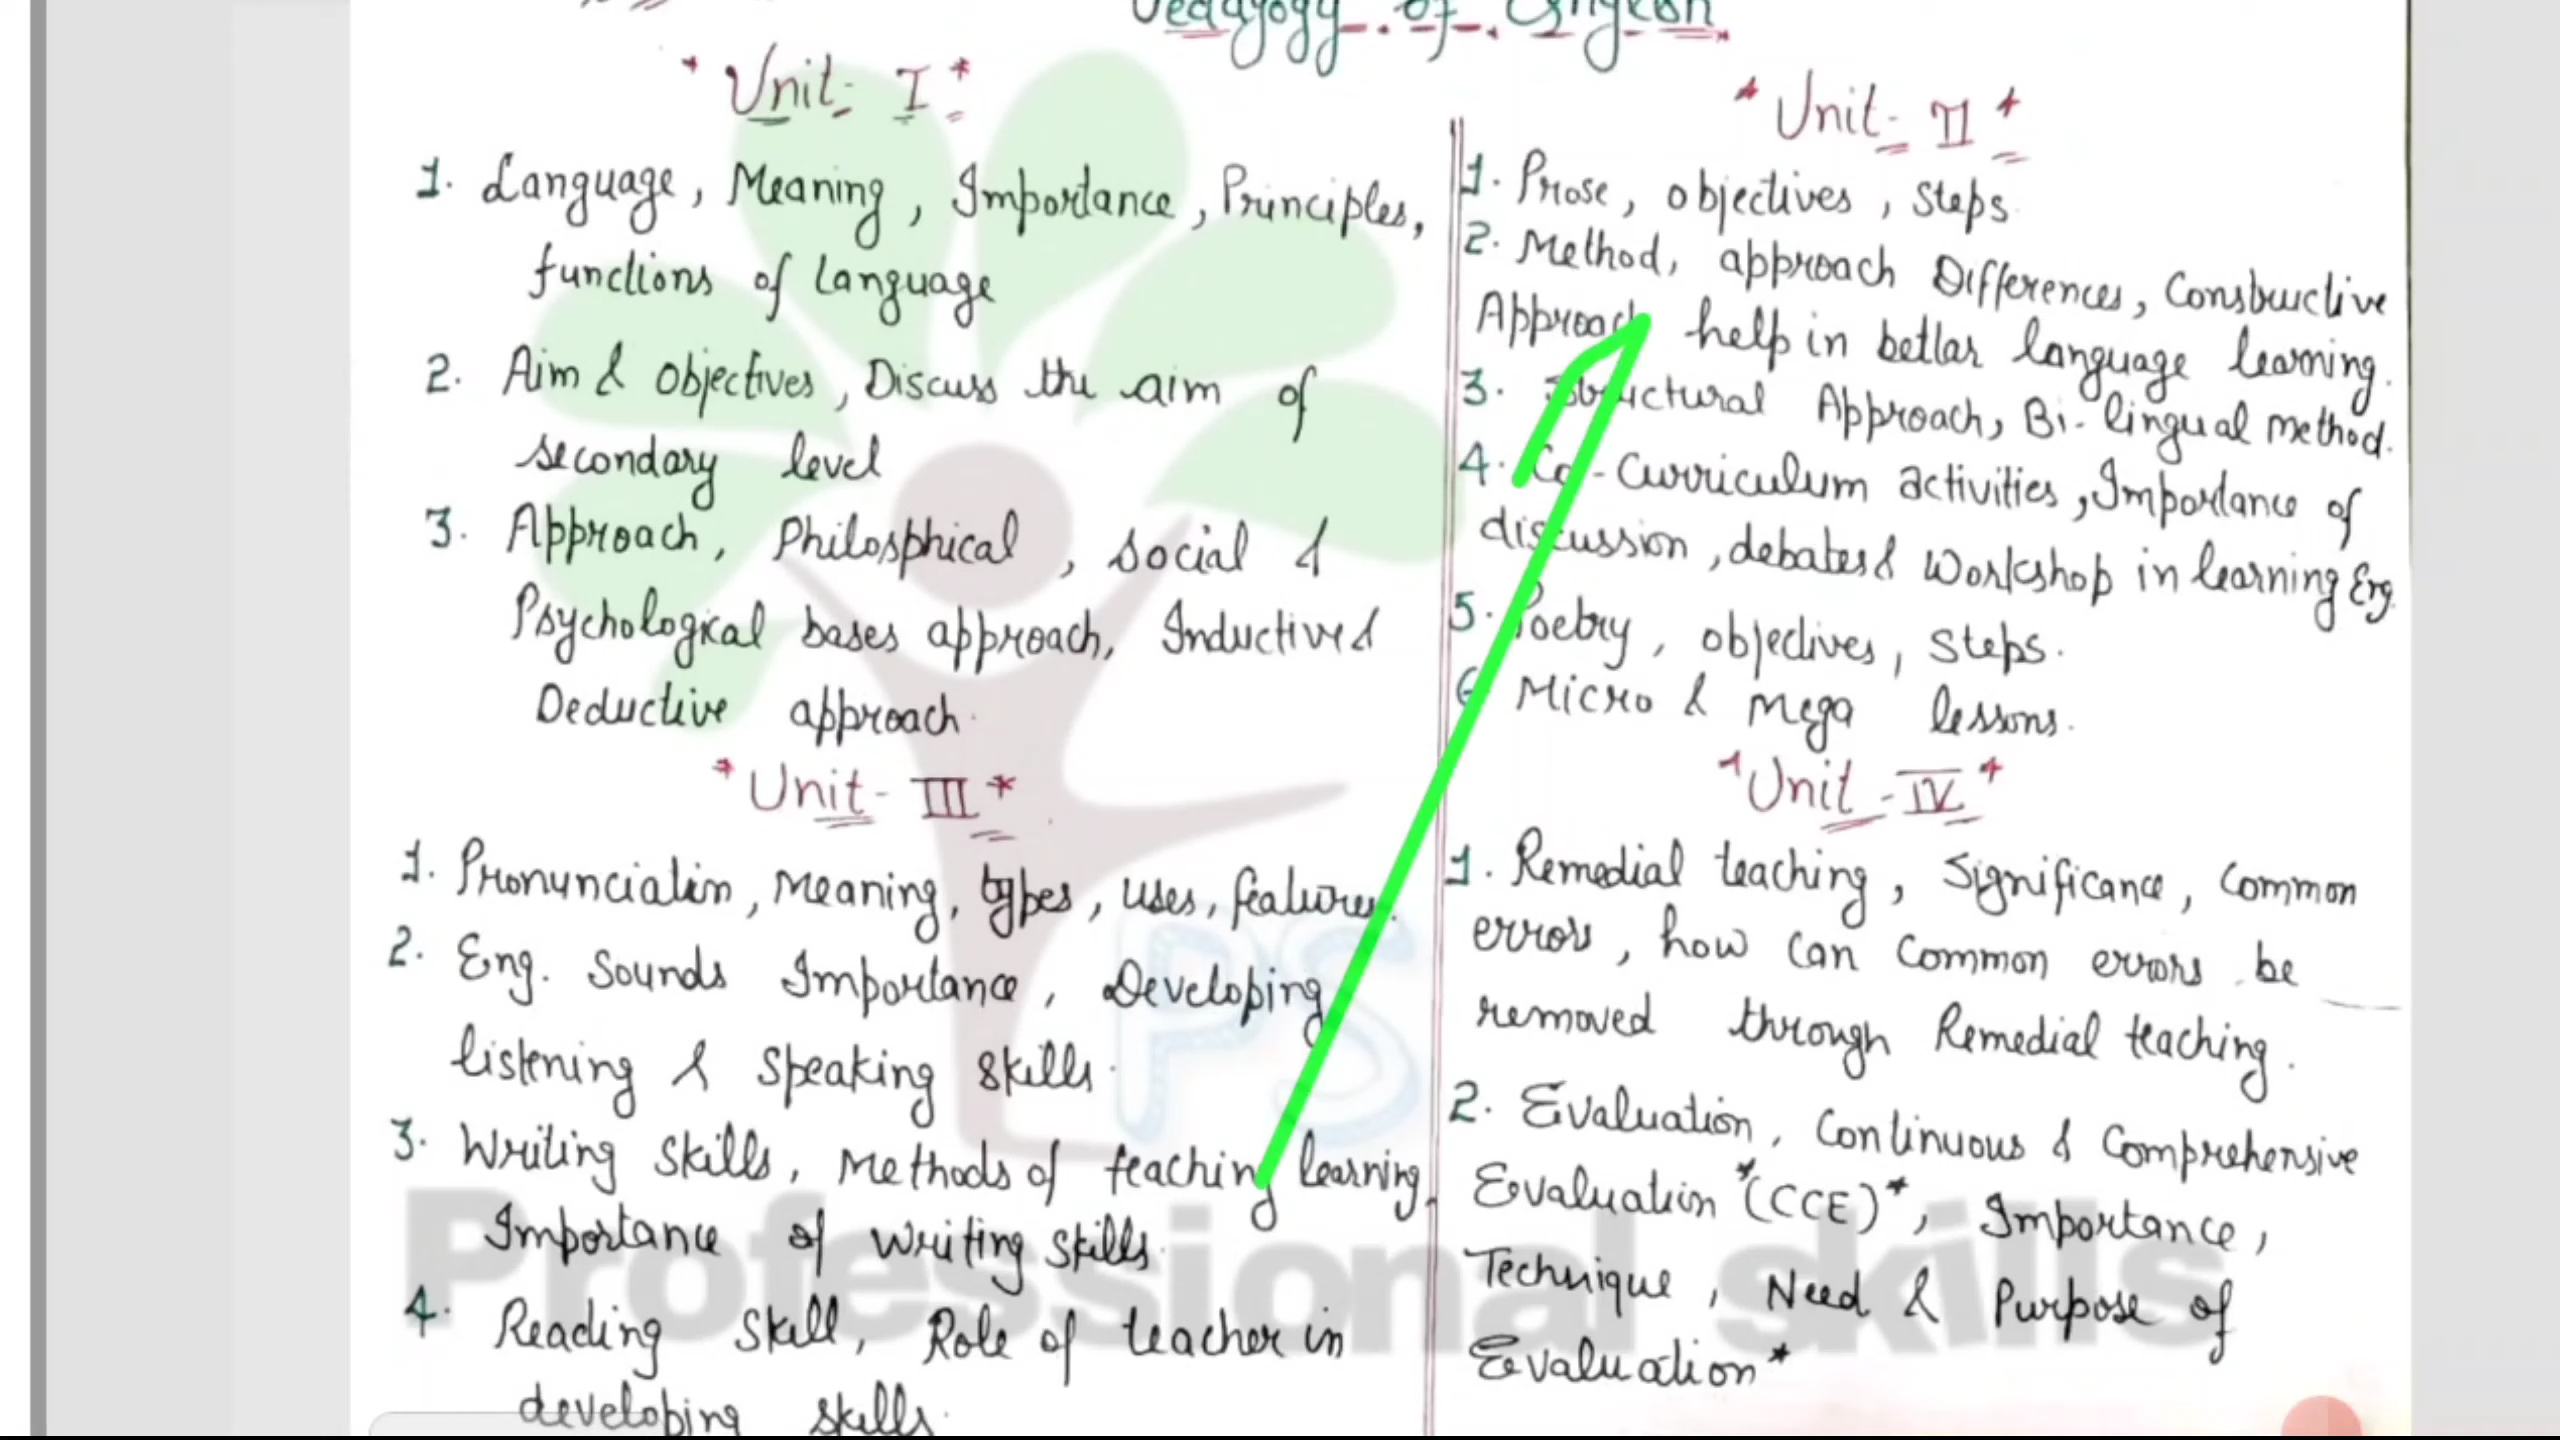 Pedagogy of English
* Unit - I *
1. Language, Meaning, Importance, Principles,
functions of language
2. Aim & objectives, Discuss the aim of
secondary level
3. Approach, Philosphical, social &
Psychological bases approach, Inductive &
Deductive approach.
* Unit - II *
1. Prose, objectives, steps
2. Method, approach Differences, Constructive
Approach help in bettar language learning.
3. Structural Approach, Bi-lingual method.
4. Co-Curriculum activities, Importance of
discussion, debates & workshop in learning Eng
5. Poetry, objectives, steps.
6 Micro & Mega lessons.
* Unit - III *
1. Pronunciation, Meaning, types, uses, features.
2. Eng. Sounds Importance, Developing
listening & speaking skills.
3. Writing skills, Methods of teaching learning,
Importance of writing skills.
4. Reading skill, Role of teacher in
developing skills.
* Unit - IV *
1. Remedial teaching, Significance, Common
errors, how can common errors be
removed through Remedial teaching.
2. Evaluation, Continuous & Comprehensive
Evaluation *(CCE)*, Importance,
Technique, Need & Purpose of
Evaluation*
PS
Professional skills